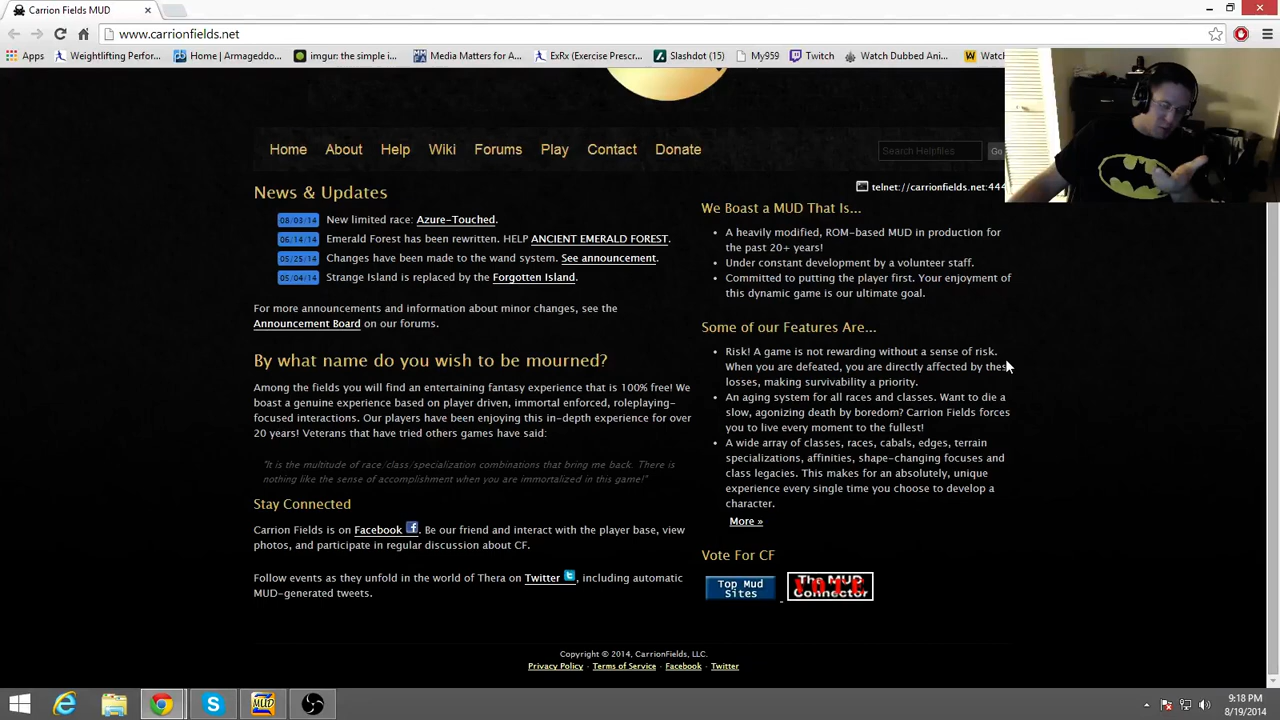 Carrion Fields MUD
www.carrionfields.net
Apps
Weightlifting Perfor...
Home | Armageddo...
imgur the simple i...
Media Matters for A...
ExRx (Exercise Prescr...
Slashdot (15)
My959
Twitch
Watch Dubbed Ani...
Watch
Home
About
Help
Wiki
Forums
Play
Contact
Donate
Search Helpfiles
Go
telnet://carrionfields.net:444
News & Updates
08/03/14 New limited race: Azure-Touched.
06/14/14 Emerald Forest has been rewritten. HELP ANCIENT EMERALD FOREST.
05/25/14 Changes have been made to the wand system. See announcement.
05/04/14 Strange Island is replaced by the Forgotten Island.
For more announcements and information about minor changes, see the
Announcement Board on our forums.
By what name do you wish to be mourned?
Among the fields you will find an entertaining fantasy experience that is 100% free! We
boast a genuine experience based on player driven, immortal enforced, roleplaying-
focused interactions. Our players have been enjoying this in-depth experience for over
20 years! Veterans that have tried others games have said:
"It is the multitude of race/class/specialization combinations that bring me back. There is
nothing like the sense of accomplishment when you are immortalized in this game!"
Stay Connected
Carrion Fields is on Facebook. Be our friend and interact with the player base, view
photos, and participate in regular discussion about CF.
Follow events as they unfold in the world of Thera on Twitter, including automatic
MUD-generated tweets.
We Boast a MUD That Is...
A heavily modified, ROM-based MUD in production for
the past 20+ years!
Under constant development by a volunteer staff.
Committed to putting the player first. Your enjoyment of
this dynamic game is our ultimate goal.
Some of our Features Are...
Risk! A game is not rewarding without a sense of risk.
When you are defeated, you are directly affected by thes
losses, making survivability a priority.
An aging system for all races and classes. Want to die a
slow, agonizing death by boredom? Carrion Fields forces
you to live every moment to the fullest!
A wide array of classes, races, cabals, edges, terrain
specializations, affinities, shape-changing focuses and
class legacies. This makes for an absolutely, unique
experience every single time you choose to develop a
character.
More »
Vote For CF
Top Mud
Sites
The MUD
Connector
VOTE
Copyright © 2014, CarrionFields, LLC.
Privacy Policy · Terms of Service · Facebook · Twitter
MUD
9:18 PM
8/19/2014